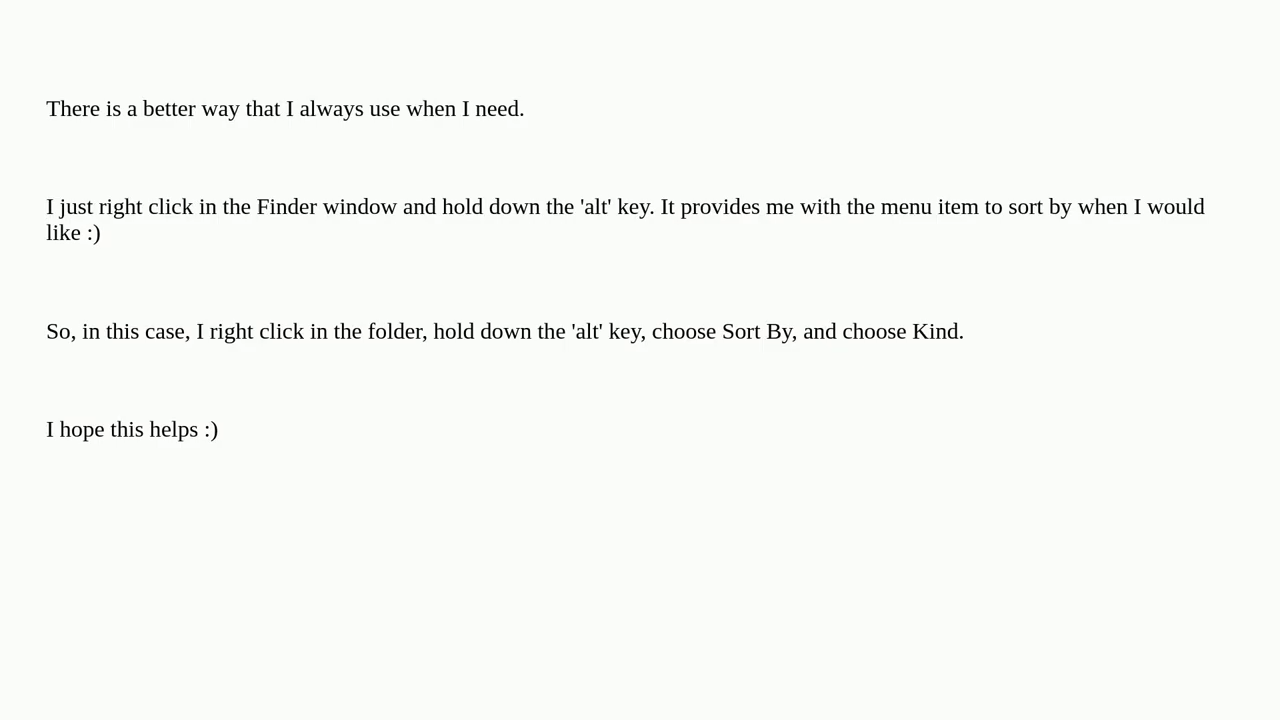 There is a better way that I always use when I need.
I just right click in the Finder window and hold down the 'alt' key. It provides me with the menu item to sort by when I would
like :)
So, in this case, I right click in the folder, hold down the 'alt' key, choose Sort By, and choose Kind.
I hope this helps :)